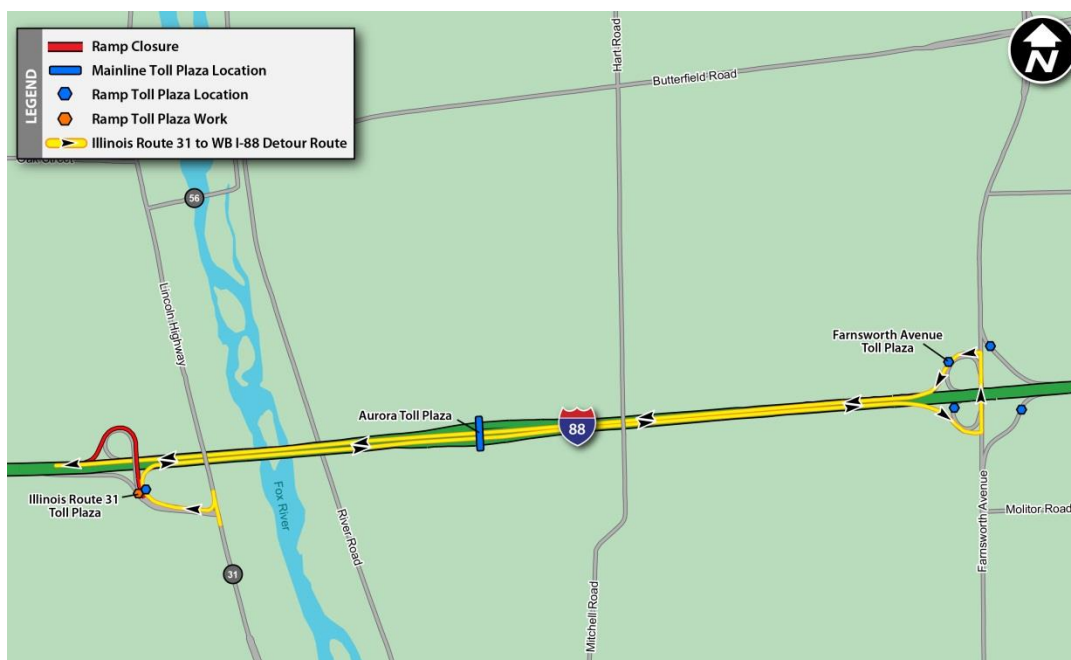 LEGEND
Ramp Closure
Mainline Toll Plaza Location
Ramp Toll Plaza Location
Ramp Toll Plaza Work
Illinois Route 31 to WB I-88 Detour Route
N
Hart Road
Butterfield Road
Oak Street
56
Lincoln Highway
Farnsworth Avenue
Toll Plaza
Aurora Toll Plaza
88
Illinois Route 31
Toll Plaza
Fox River
River Road
31
Mitchell Road
Farnsworth Avenue
Molitor Road